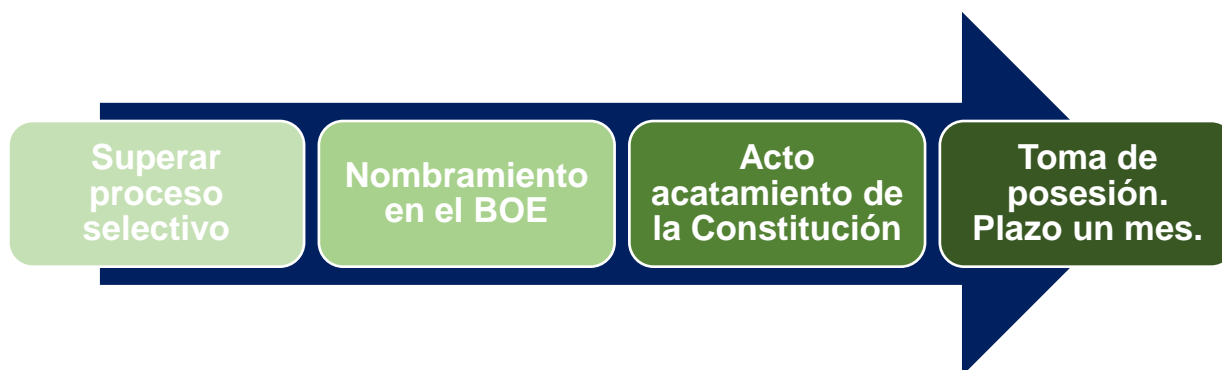 Superar
proceso
selectivo
Nombramiento
en el BOE
Acto
acatamiento de
la Constitución
Toma de
posesión.
Plazo un mes.